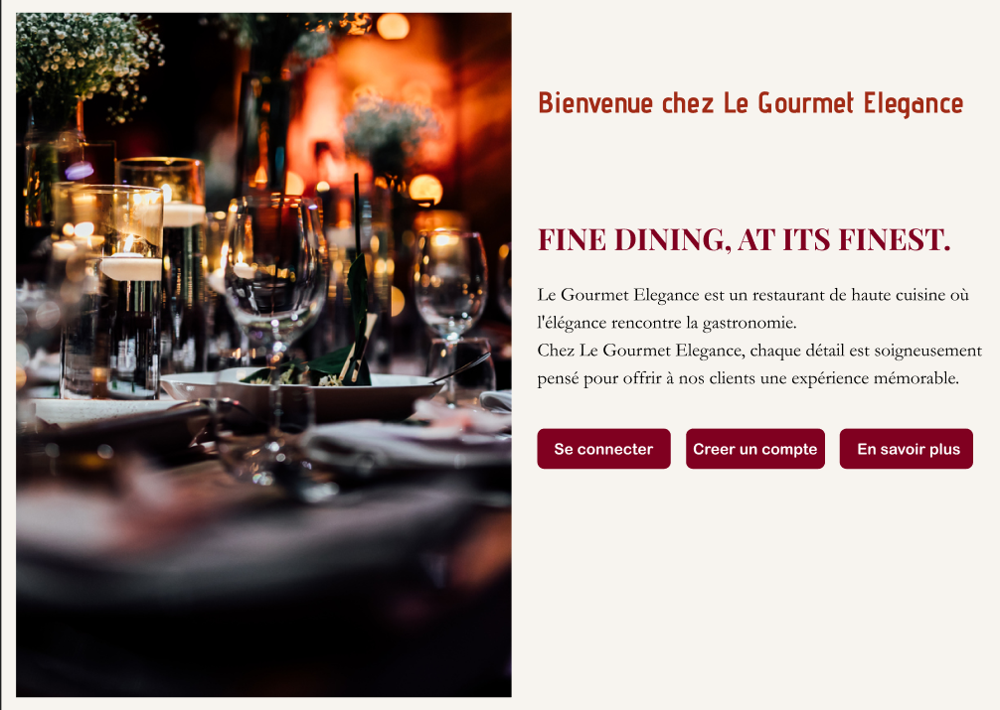 Bienvenue chez Le Gourmet Elegance
FINE DINING, AT ITS FINEST.
Le Gourmet Elegance est un restaurant de haute cuisine où
l'élégance rencontre la gastronomie.
Chez Le Gourmet Elegance, chaque détail est soigneusement
pensé pour offrir à nos clients une expérience mémorable.
Se connecter
Creer un compte
En savoir plus